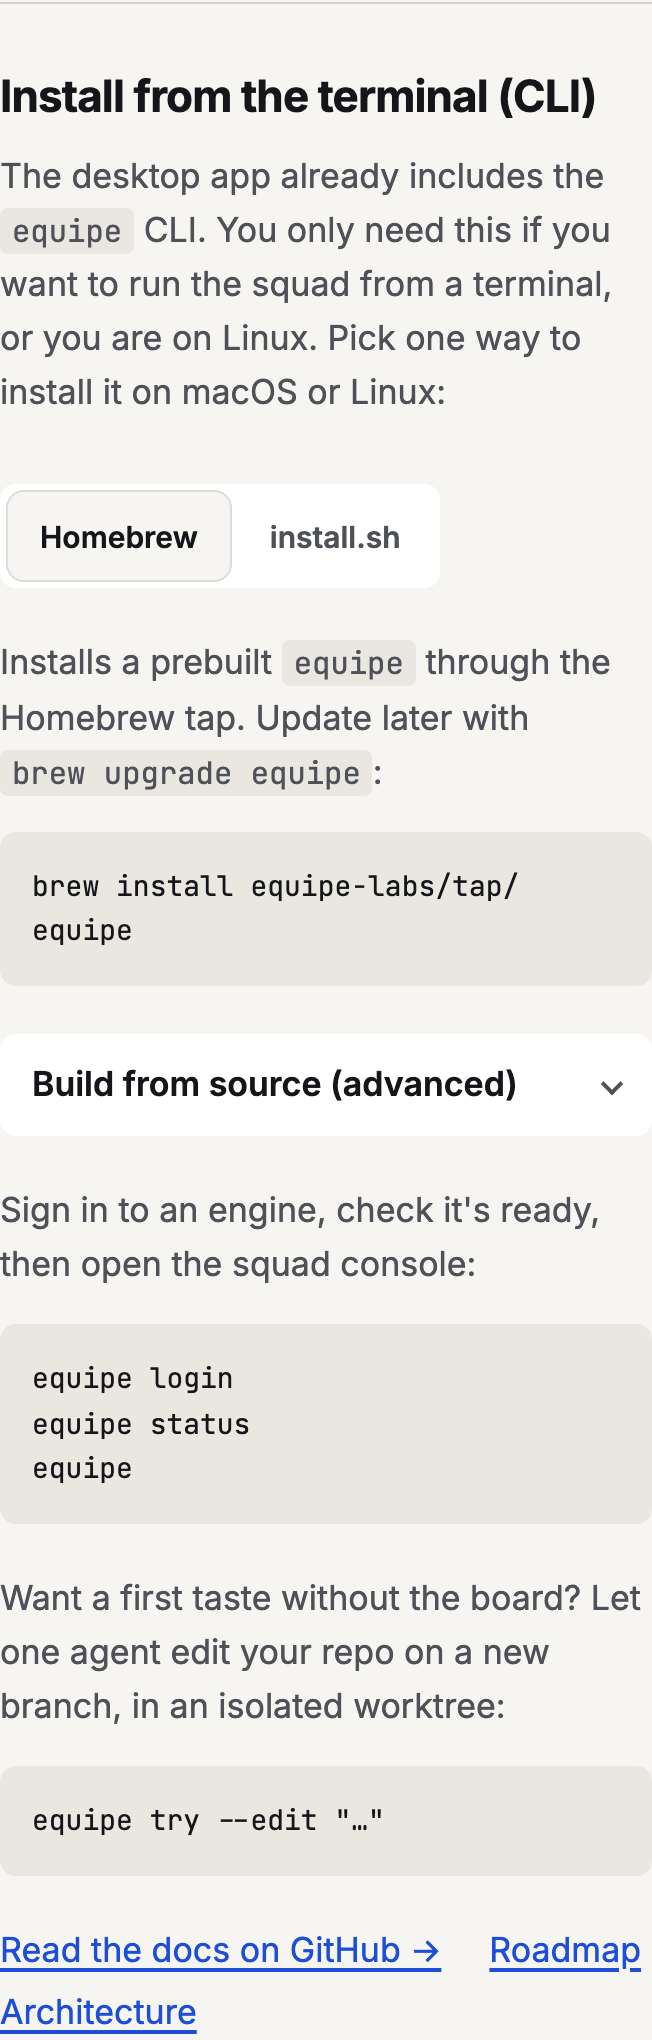 Install from the terminal (CLI)
The desktop app already includes the
equipe CLI. You only need this if you
want to run the squad from a terminal,
or you are on Linux. Pick one way to
install it on macOS or Linux:
Homebrew install.sh
Installs a prebuilt equipe through the
Homebrew tap. Update later with
brew upgrade equipe:
brew install equipe-labs/tap/
equipe
Build from source (advanced)
Sign in to an engine, check it's ready,
then open the squad console:
equipe login
equipe status
equipe
Want a first taste without the board? Let
one agent edit your repo on a new
branch, in an isolated worktree:
equipe try --edit "…"
Read the docs on GitHub → Roadmap
Architecture